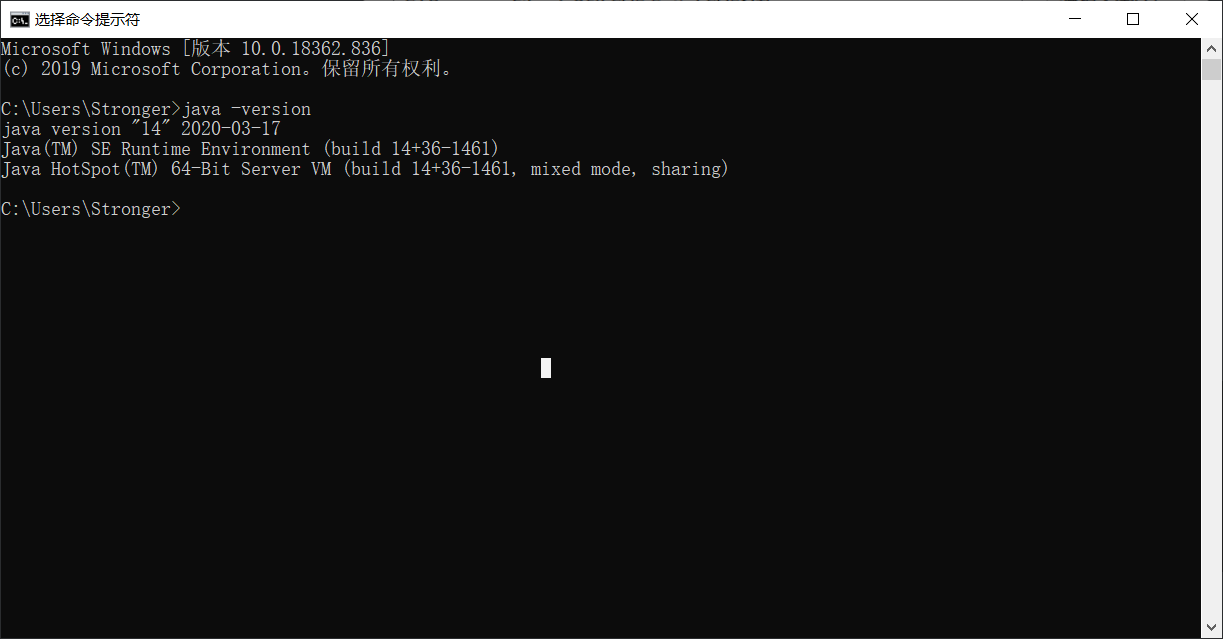 选择命令提示符
Microsoft Windows [版本 10.0.18362.836]
(c) 2019 Microsoft Corporation。保留所有权利。
C:\Users\Stronger>java -version
java version "14" 2020-03-17
Java(TM) SE Runtime Environment (build 14+36-1461)
Java HotSpot(TM) 64-Bit Server VM (build 14+36-1461, mixed mode, sharing)
C:\Users\Stronger>